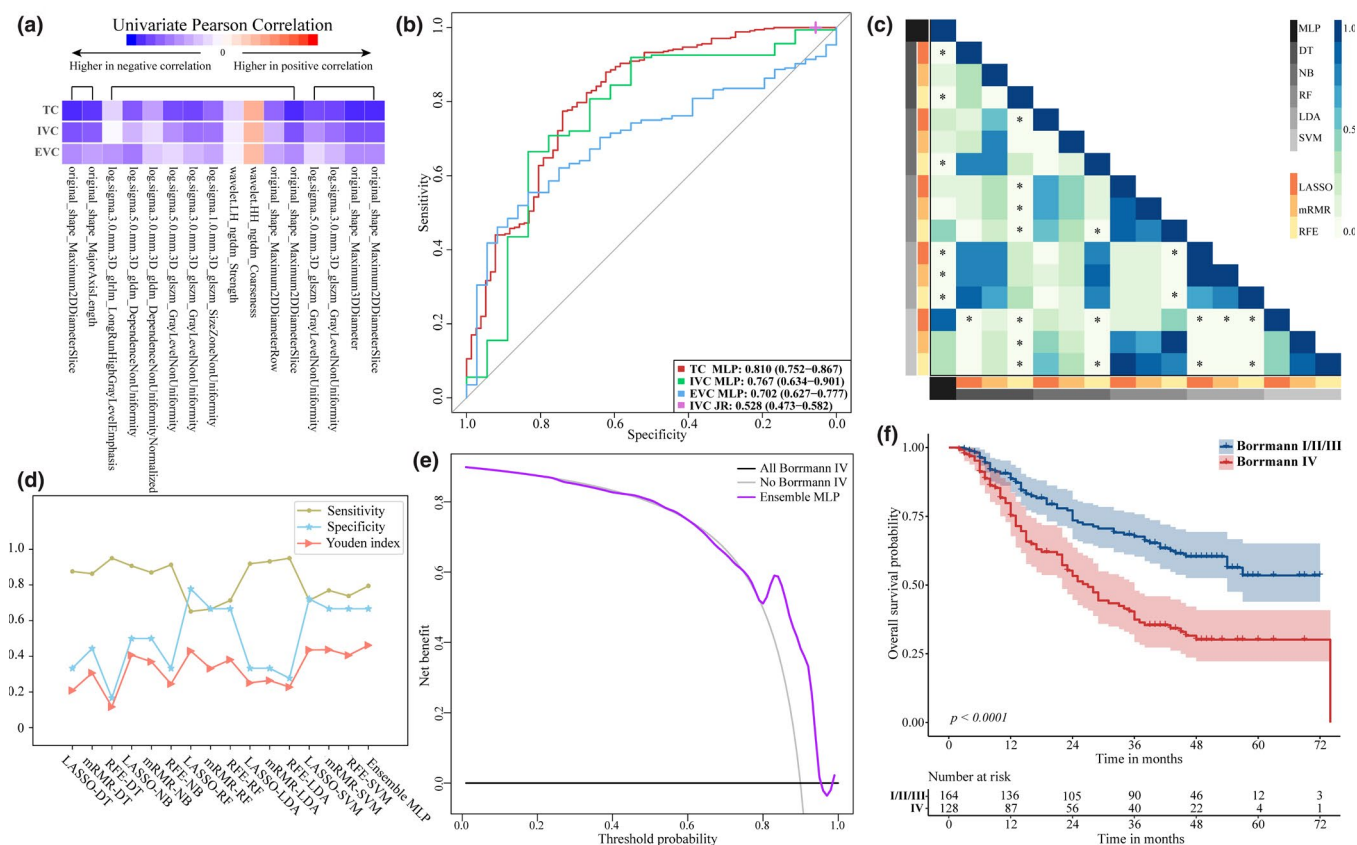 (a)
Univariate Pearson Correlation
0
Higher in negative correlation
Higher in positive correlation
TC
IVC
EVC
original_shape_Maximum2DDiameterSlice
original_shape_MajorAxisLength
log.sigma.3.0.mm.3D_glrlm_LongRunHighGrayLevelEmphasis
log.sigma.5.0.mm.3D_gldm_DependenceNonUniformity
log.sigma.3.0.mm.3D_gldm_DependenceNonUniformityNormalized
log.sigma.5.0.mm.3D_glszm_GrayLevelNonUniformity
log.sigma.3.0.mm.3D_glszm_GrayLevelNonUniformity
log.sigma.1.0.mm.3D_glszm_SizeZoneNonUniformity
wavelet.LH_ngtdm_Strength
wavelet.HH_ngtdm_Coarseness
original_shape_Maximum2DDiameterRow
original_shape_Maximum2DDiameterSlice
log.sigma.5.0.mm.3D_glszm_GrayLevelNonUniformity
log.sigma.3.0.mm.3D_glszm_GrayLevelNonUniformity
original_shape_Maximum3DDiameter
original_shape_Maximum2DDiameterSlice
(b)
Sensitivity
1.0
0.8
0.6
0.4
0.2
0.0
TC MLP: 0.810 (0.752−0.867)
IVC MLP: 0.767 (0.634−0.901)
EVC MLP: 0.702 (0.627−0.777)
IVC JR: 0.528 (0.473−0.582)
1.0 0.8 0.6 0.4 0.2 0.0
Specificity
(c)
MLP
DT
NB
RF
LDA
SVM
LASSO
mRMR
RFE
1.0
0.8
0.6
0.5
0.2
0.0
(d)
Sensitivity
Specificity
Youden index
1.0
0.8
0.6
0.4
0.2
0
LASSO-DT
mRMR-DT
RFE-DT
LASSO-NB
mRMR-NB
RFE-NB
LASSO-RF
mRMR-RF
RFE-RF
LASSO-LDA
mRMR-LDA
RFE-LDA
LASSO-SVM
mRMR-SVM
RFE-SVM
Ensemble MLP
(e)
All Borrmann IV
No Borrmann IV
Ensemble MLP
Net benefit
0.8
0.6
0.4
0.2
0.0
0.0 0.2 0.4 0.6 0.8 1.0
Threshold probability
(f)
Borrmann I/II/III
Borrmann IV
Overall survival probability
1.00
0.75
0.50
0.25
0.00
p < 0.0001
0 12 24 36 48 60 72
Time in months
Number at risk
I/II/III 164 136 105 90 46 12 3
IV 128 87 56 40 22 4 1
0 12 24 36 48 60 72
Time in months